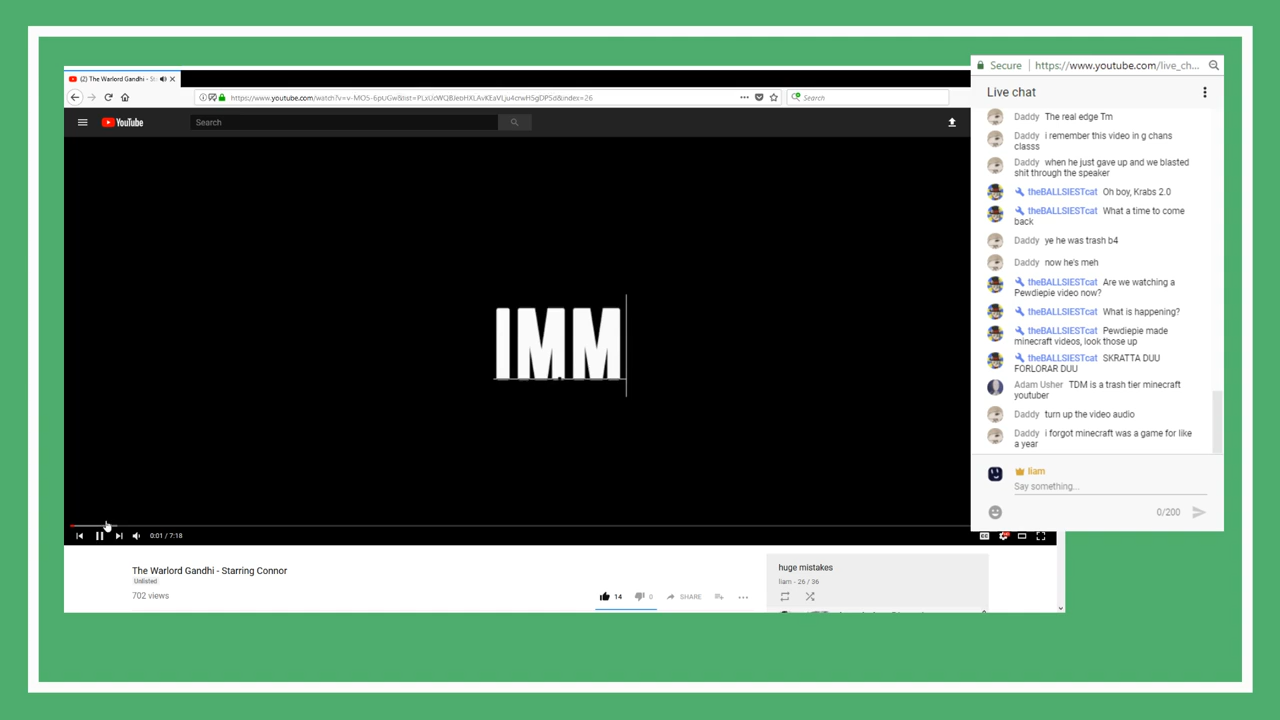 (2) The Warlord Gandhi - St
https://www.youtube.com/watch?v=v-MO5-6pUGw&list=PLxUcWQBJebHXLAvKEaVLju4crwHSgDPSd&index=26
Search
YouTube
Search
IMM
0:01 / 7:18
The Warlord Gandhi - Starring Connor
Unlisted
702 views
14
0
SHARE
huge mistakes
liam - 26 / 36
Secure
https://www.youtube.com/live_ch...
Live chat
Daddy The real edge Tm
Daddy i remember this video in g chans
classs
Daddy when he just gave up and we blasted
shit through the speaker
theBALLSIESTcat Oh boy, Krabs 2.0
theBALLSIESTcat What a time to come
back
Daddy ye he was trash b4
Daddy now he's meh
theBALLSIESTcat Are we watching a
Pewdiepie video now?
theBALLSIESTcat What is happening?
theBALLSIESTcat Pewdiepie made
minecraft videos, look those up
theBALLSIESTcat SKRATTA DUU
FORLORAR DUU
Adam Usher TDM is a trash tier minecraft
youtuber
Daddy turn up the video audio
Daddy i forgot minecraft was a game for like
a year
liam
Say something...
0/200